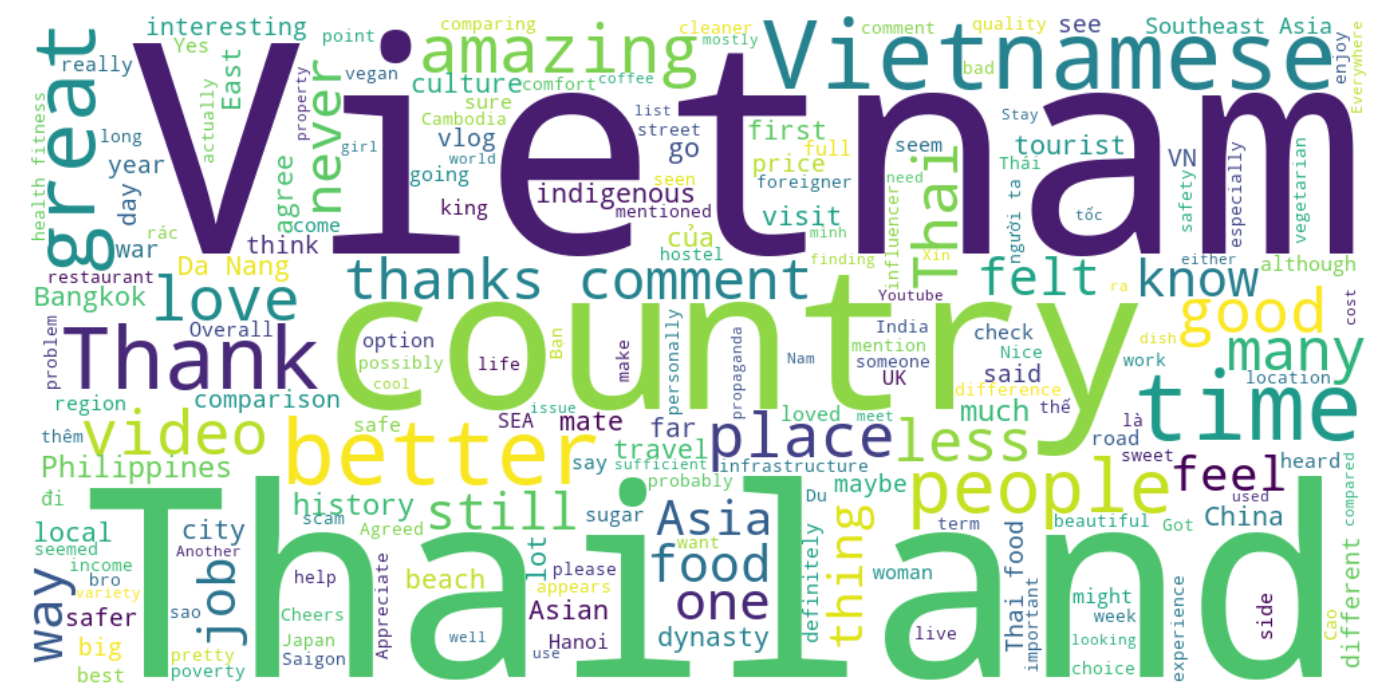 interesting
comparing
cleaner
comment
quality
see
Southeast Asia
Yes
point
amazing
mostly
Vietnamese
bad
enjoy
Everywhere
great
really
East
never
vegan
culture
comfort
coffee
Vietnam
health fitness
long
actually
property
sure
Cambodia
list
street
first
full
seem
Stay
tourist
year
girl
vlog
world
go
price
Thai
Thái
VN
safety
especially
vegetarian
day
agree
going
seen
indigenous
foreigner
need
influencer
người ta
tốc
war
rác
come
king
mentioned
visit
think
của
minh
hostel
finding
Xin
either
although
restaurant
Da Nang
thanks comment
felt
ra
know
Bangkok
love
Youtube
cost
problem
Overall
Thank
country
option
possibly
cool
life
Bạn
make
personally
propaganda
Nam
India
mention
someone
UK
check
Nice
said
difference
dish
work
good
many
location
region
comparison
safe
SEA
issue
mate
loved
meet
much
thế
là
time
thêm
video
better
far
place
less
road
sweet
Philippines
say
travel
sufficient
infrastructure
probably
maybe
people
feel
heard
used
compared
đi
Thailand
history
still
Du
local
city
scam
Agreed
sugar
Asia
want
term
beautiful
Got
China
seemed
income
bro
variety
Another
way
job
help
Appreciate
beach
lot
please
appears
food
definitely
thing
woman
Thai food
important
might
week
different
safer
sao
Cheers
Asian
one
experience
side
Cao
big
pretty
Japan
well
Hanoi
dynasty
live
looking
best
poverty
Saigon
use
choice